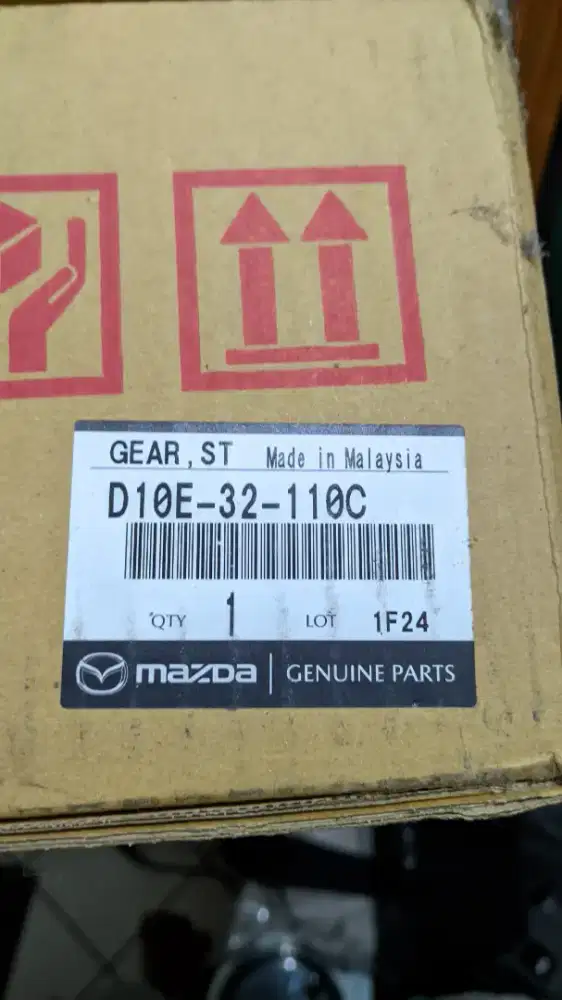 GEAR, ST Made in Malaysia
D10E-32-110C
QTY 1 LOT 1F24
mazda GENUINE PARTS